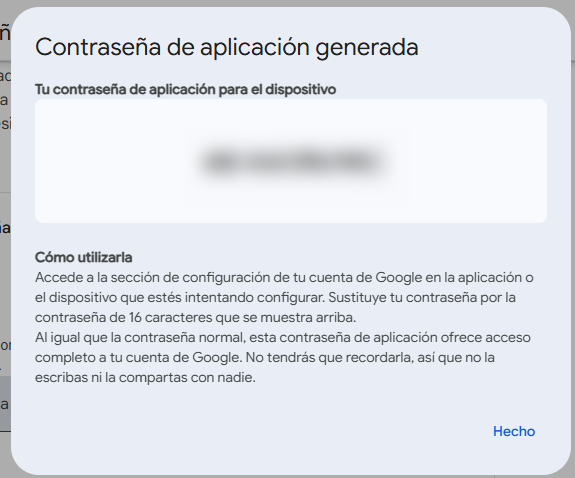 Contraseña de aplicación generada
Tu contraseña de aplicación para el dispositivo
Cómo utilizarla
Accede a la sección de configuración de tu cuenta de Google en la aplicación o
el dispositivo que estés intentando configurar. Sustituye tu contraseña por la
contraseña de 16 caracteres que se muestra arriba.
Al igual que la contraseña normal, esta contraseña de aplicación ofrece acceso
completo a tu cuenta de Google. No tendrás que recordarla, así que no la
escribas ni la compartas con nadie.
Hecho